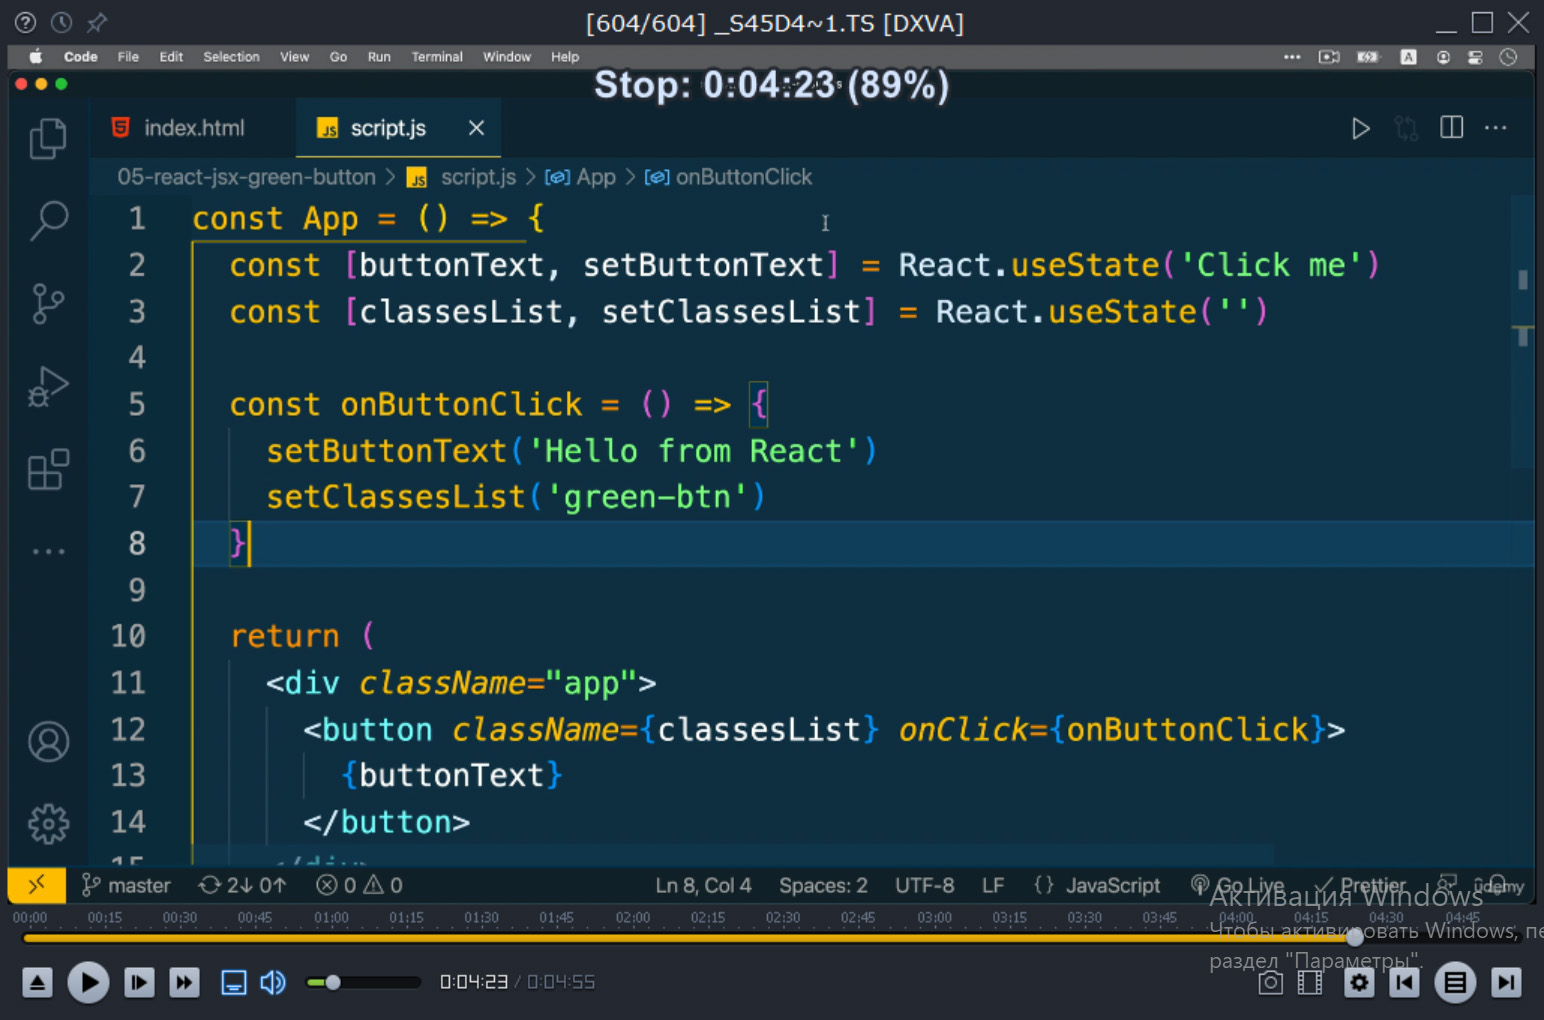 [604/604] _S45D4~1.TS [DXVA]
Code File Edit Selection View Go Run Terminal Window Help
Stop: 0:04:23 (89%)
index.html script.js
05-react-jsx-green-button > script.js > App > onButtonClick
1 const App = () => {
2 const [buttonText, setButtonText] = React.useState('Click me')
3 const [classesList, setClassesList] = React.useState('')
4
5 const onButtonClick = () => {
6 setButtonText('Hello from React')
7 setClassesList('green-btn')
8 }
9
10 return (
11 <div className="app">
12 <button className={classesList} onClick={onButtonClick}>
13 {buttonText}
14 </button>
15 </div>
master 2↓ 0↑ 0 0 Ln 8, Col 4 Spaces: 2 UTF-8 LF {} JavaScript Go Live Prettier ûdemy
Активация Windows
Чтобы активировать Windows, пе
раздел "Параметры".
00:00 00:15 00:30 00:45 01:00 01:15 01:30 01:45 02:00 02:15 02:30 02:45 03:00 03:15 03:30 03:45 04:00 04:15 04:30 04:45
0:04:23 / 0:04:55